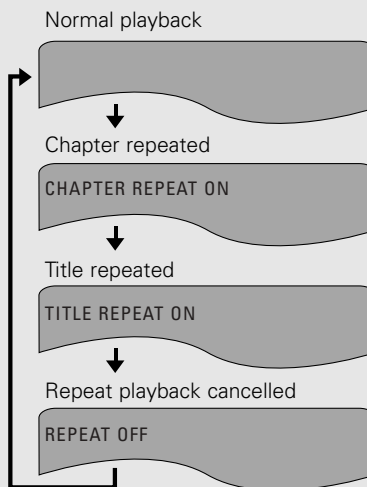 Normal playback
Chapter repeated
CHAPTER REPEAT ON
Title repeated
TITLE REPEAT ON
Repeat playback cancelled
REPEAT OFF